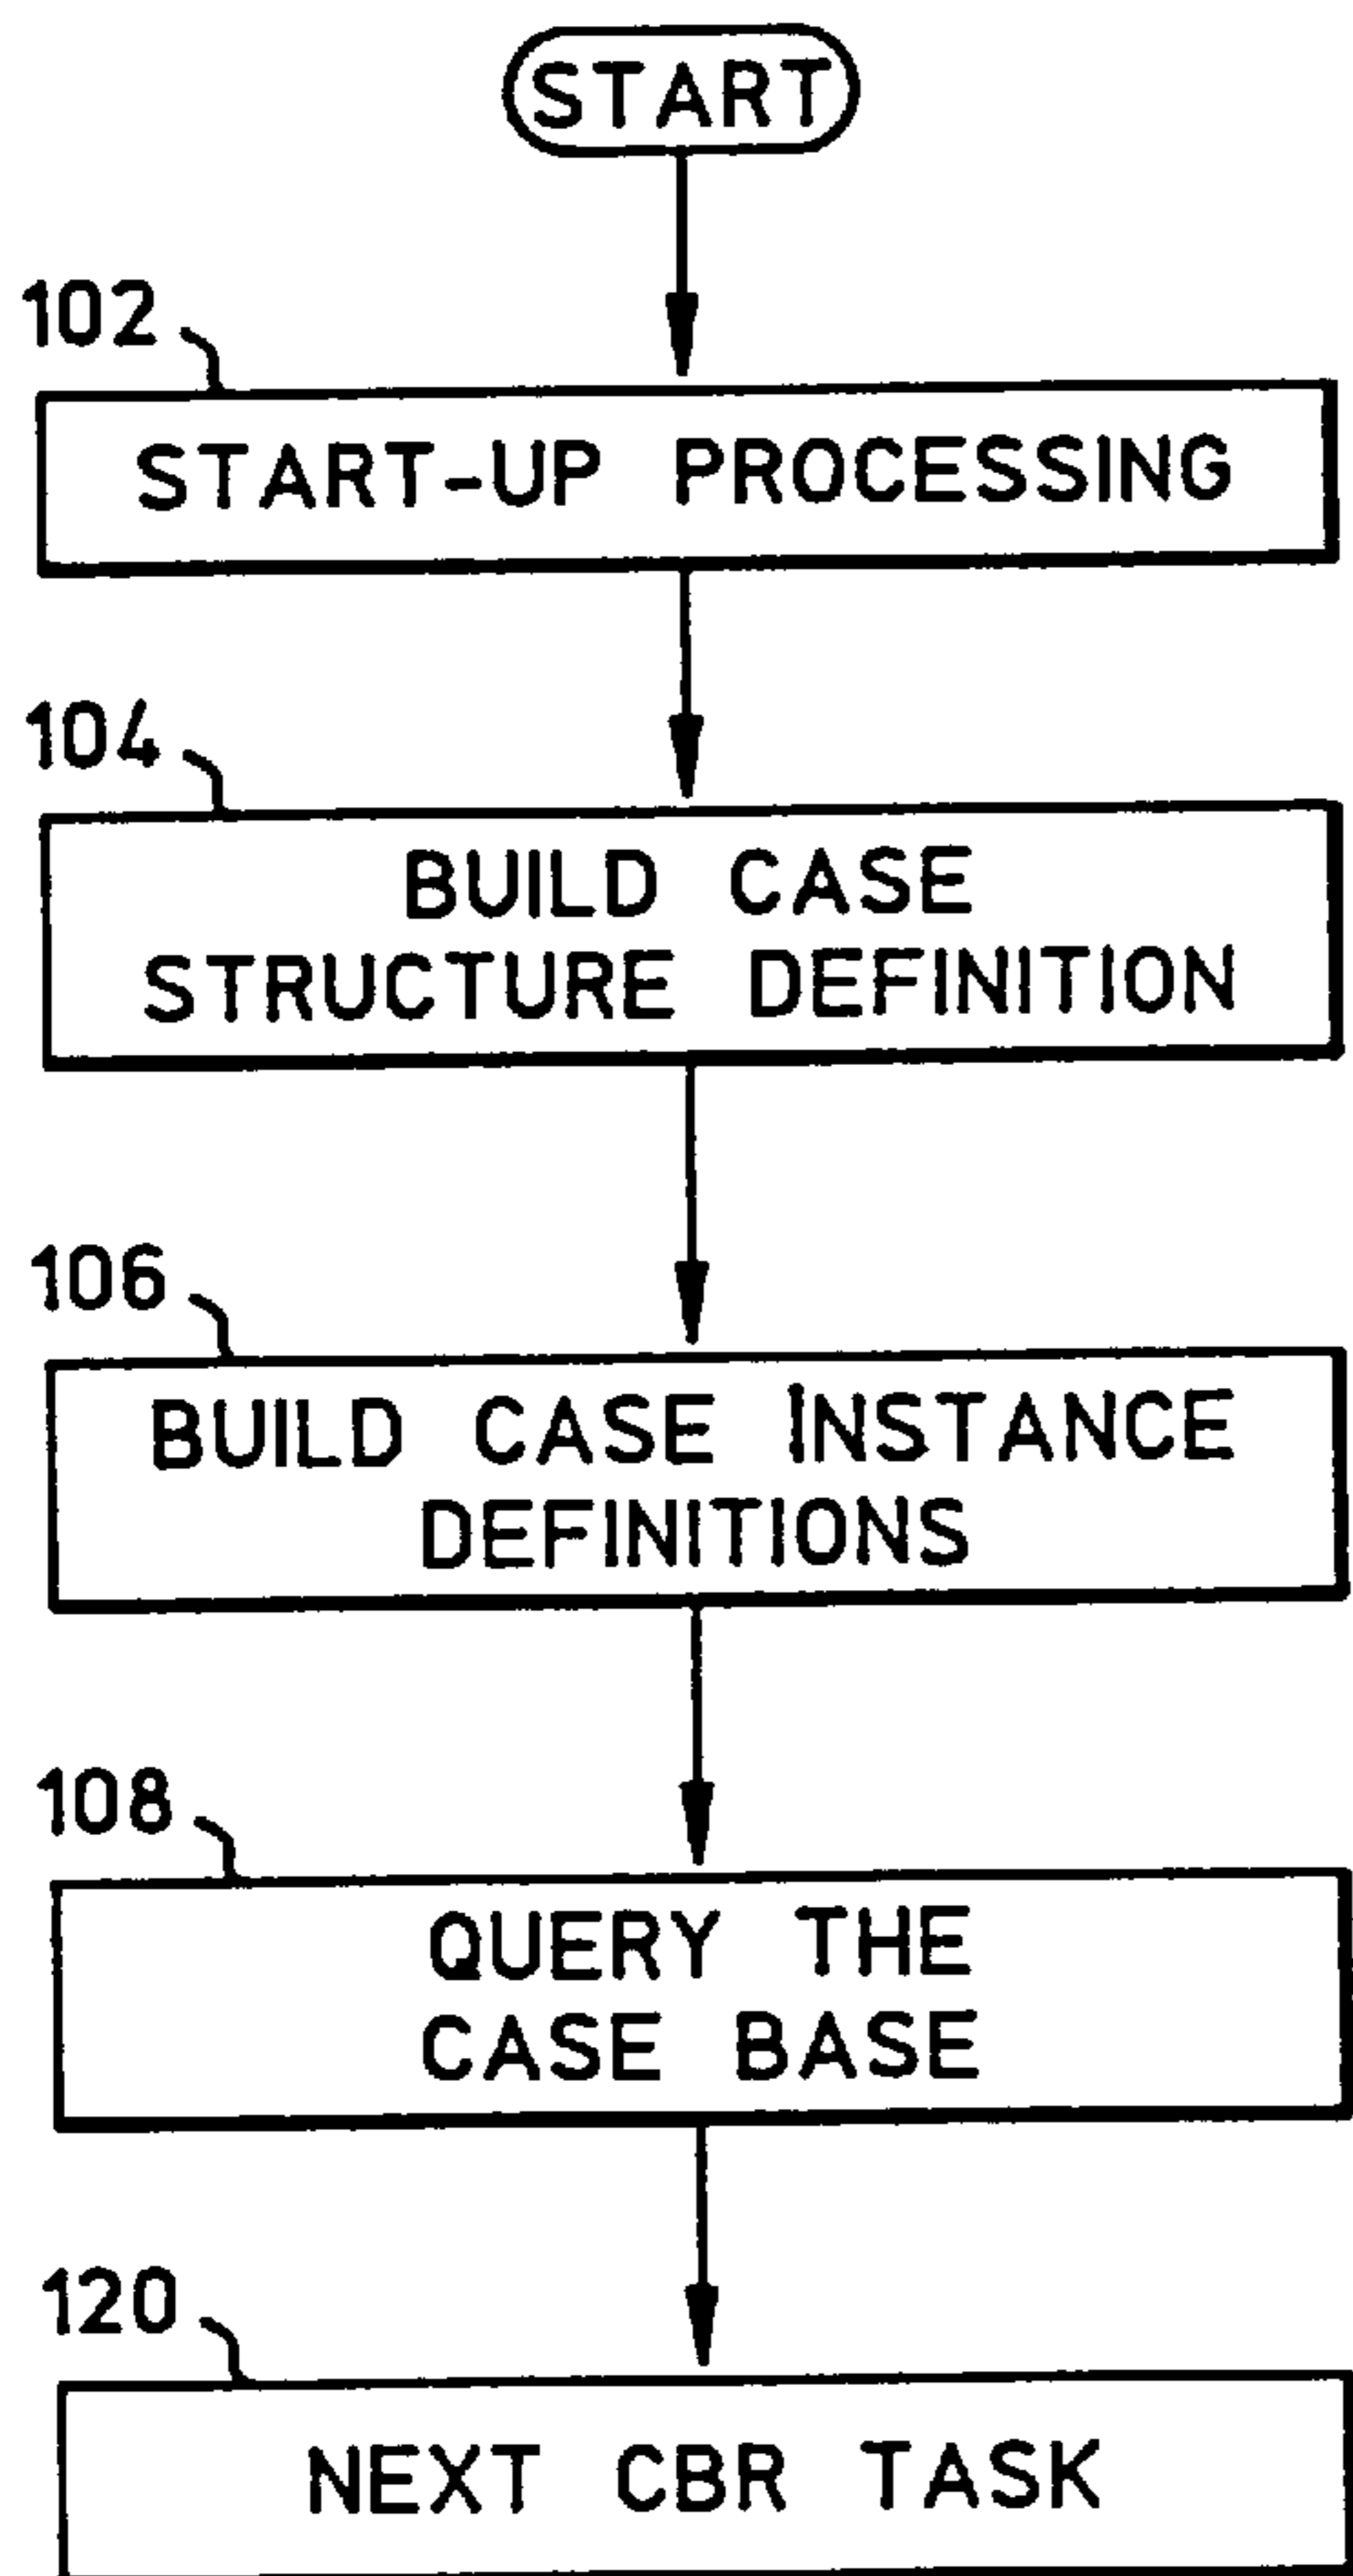 START
102
START-UP PROCESSING
104
BUILD CASE
STRUCTURE DEFINITION
106
BUILD CASE INSTANCE
DEFINITIONS
108
QUERY THE
CASE BASE
120
NEXT CBR TASK